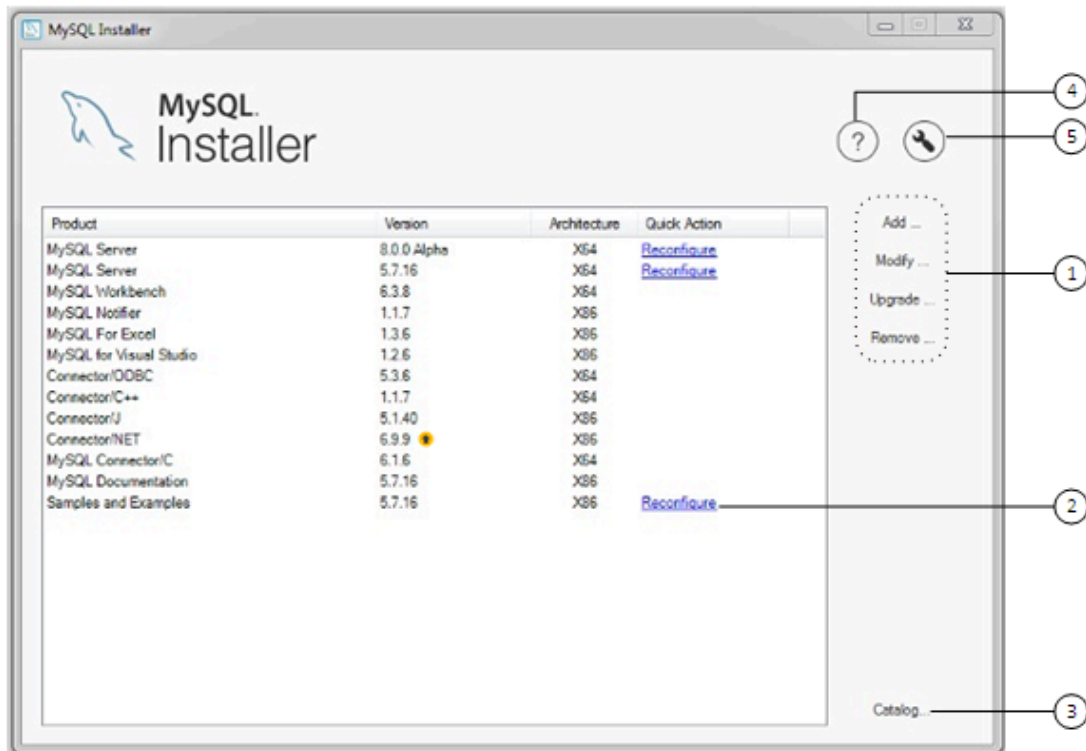 MySQL Installer
MySQL.
Installer
4
?
5
Product Version Architecture Quick Action
MySQL Server 8.0.0 Alpha X64 Reconfigure
MySQL Server 5.7.16 X64 Reconfigure
MySQL Workbench 6.3.8 X64
MySQL Notifier 1.1.7 X86
MySQL For Excel 1.3.6 X86
MySQL for Visual Studio 1.2.6 X86
Connector/ODBC 5.3.6 X64
Connector/C++ 1.1.7 X64
Connector/J 5.1.40 X86
Connector/NET 6.9.9 X86
MySQL Connector/C 6.1.6 X64
MySQL Documentation 5.7.16 X86
Samples and Examples 5.7.16 X86 Reconfigure
Add ...
Modify ...
Upgrade ...
Remove ...
1
2
Catalog...
3